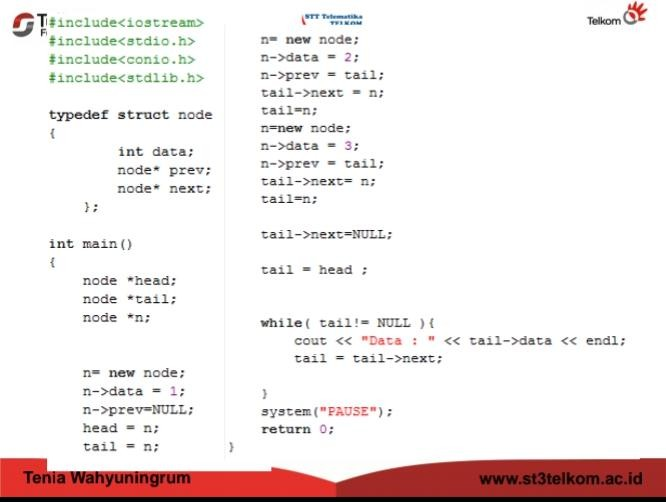 STT Telematika
TELKOM
Telkom
#include<iostream>
#include<stdio.h>
#include<conio.h>
#include<stdlib.h>
typedef struct node
{
int data;
node* prev;
node* next;
};
int main()
{
node *head;
node *tail;
node *n;
n= new node;
n->data = 1;
n->prev=NULL;
head = n;
tail = n;
n= new node;
n->data = 2;
n->prev = tail;
tail->next = n;
tail=n;
n=new node;
n->data = 3;
n->prev = tail;
tail->next= n;
tail=n;
tail->next=NULL;
tail = head ;
while( tail!= NULL ){
cout << "Data : " << tail->data << endl;
tail = tail->next;
}
system("PAUSE");
return 0;
}
Tenia Wahyuningrum
www.st3telkom.ac.id